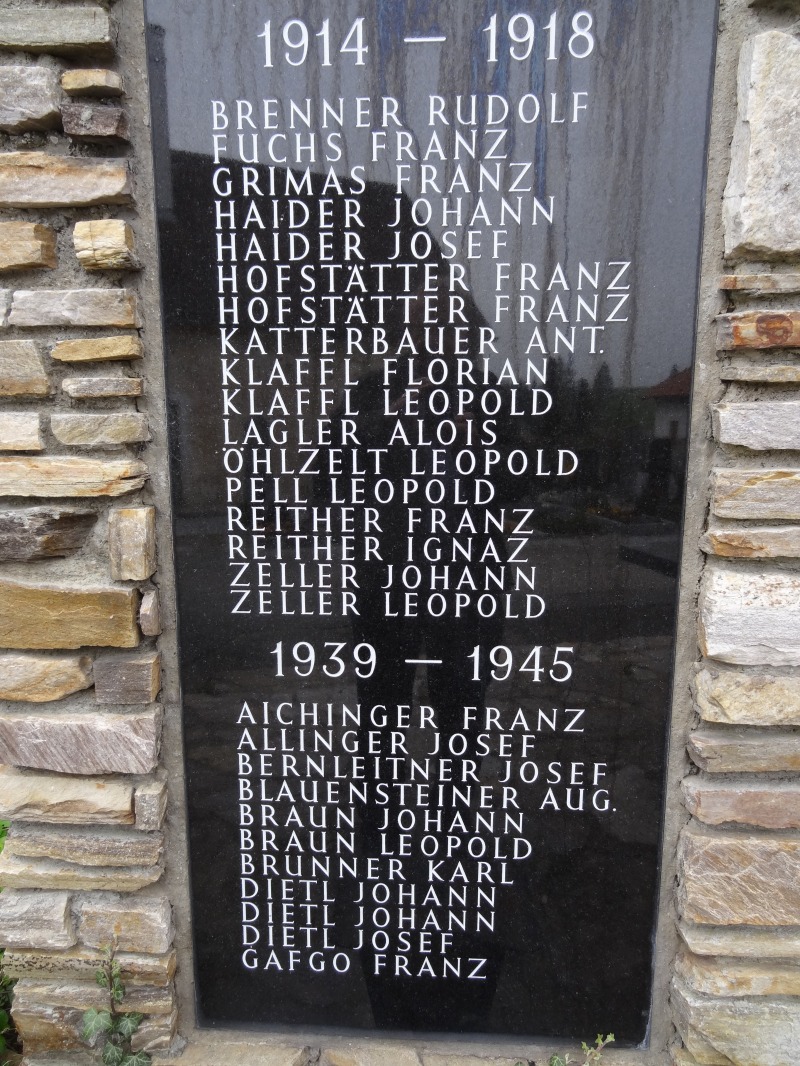 1914 — 1918
BRENNER RUDOLF
FUCHS FRANZ
GRIMAS FRANZ
HAIDER JOHANN
HAIDER JOSEF
HOFSTÄTTER FRANZ
HOFSTÄTTER FRANZ
KATTERBAUER ANT.
KLAFFL FLORIAN
KLAFFL LEOPOLD
LAGLER ALOIS
ÖHLZELT LEOPOLD
PELL LEOPOLD
REITHER FRANZ
REITHER IGNAZ
ZELLER JOHANN
ZELLER LEOPOLD
1939 — 1945
AICHINGER FRANZ
ALLINGER JOSEF
BERNLEITNER JOSEF
BLAUENSTEINER AUG.
BRAUN JOHANN
BRAUN LEOPOLD
BRUNNER KARL
DIETL JOHANN
DIETL JOHANN
DIETL JOSEF
GAFGO FRANZ